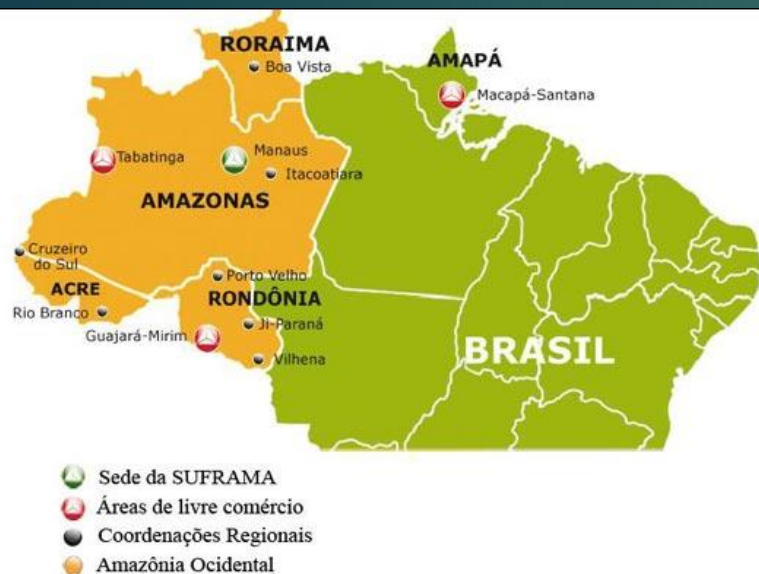 RORAIMA
Boa Vista
AMAPÁ
Macapá-Santana
Tabatinga
Manaus
Itacoatiara
AMAZONAS
Cruzeiro
do Sul
Porto Velho
ACRE
RONDÔNIA
Rio Branco
Ji-Paraná
Guajará-Mirim
Vilhena
BRASIL
Sede da SUFRAMA
Áreas de livre comércio
Coordenações Regionais
Amazônia Ocidental